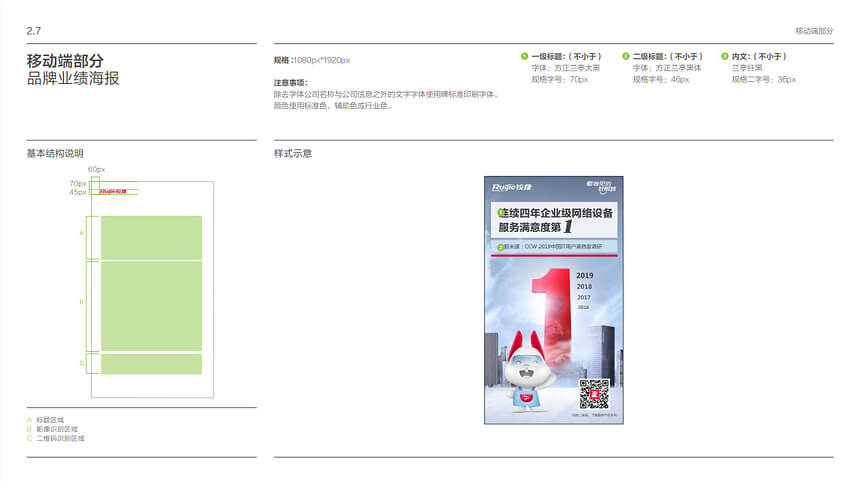 2.7
移动端部分
移动端部分
品牌业绩海报
规格:1080px*1920px
注意事项:
除去字体公司名称与公司信息之外的文字字体使用牌标准印刷字体。
颜色使用标准色、辅助色或行业色。
1 一级标题:( 不小于 )
字体：方正兰亭大黑
规格字号：70px
2 二级标题:( 不小于 )
字体：方正兰亭黑体
规格字号：46px
3 内文:( 不小于 )
兰亭纤黑
规格二字号：36px
基本结构说明
60px
70px
45px
Ruijie锐捷
A
B
C
A 标题区域
B 影像识别区域
C 二维码识别区域
样式示意
Ruijie锐捷
1连续四年企业级网络设备
服务满意度第1
2据来源：CCW 2019中国IT用户满意度调研
1
2019
2018
2017
2016